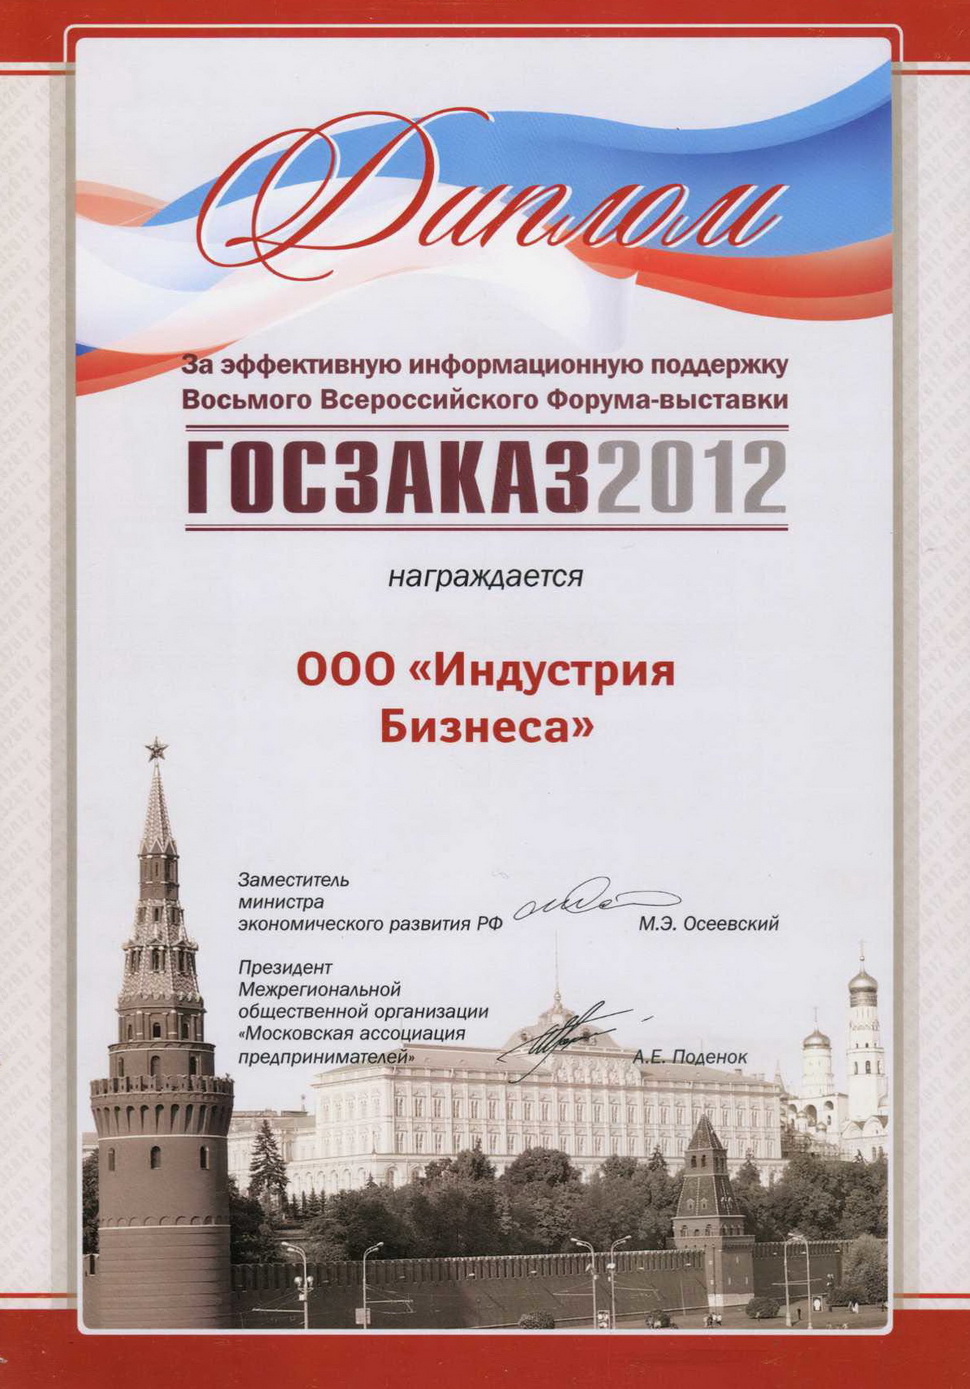 Диплом
За эффективную информационную поддержку
Восьмого Всероссийского Форума-выставки
ГОСЗАКАЗ2012
награждается
ООО «Индустрия
Бизнеса»
Заместитель
министра
экономического развития РФ
М.Э. Осеевский
Президент
Межрегиональной
общественной организации
«Московская ассоциация
предпринимателей»
А.Е. Поденок